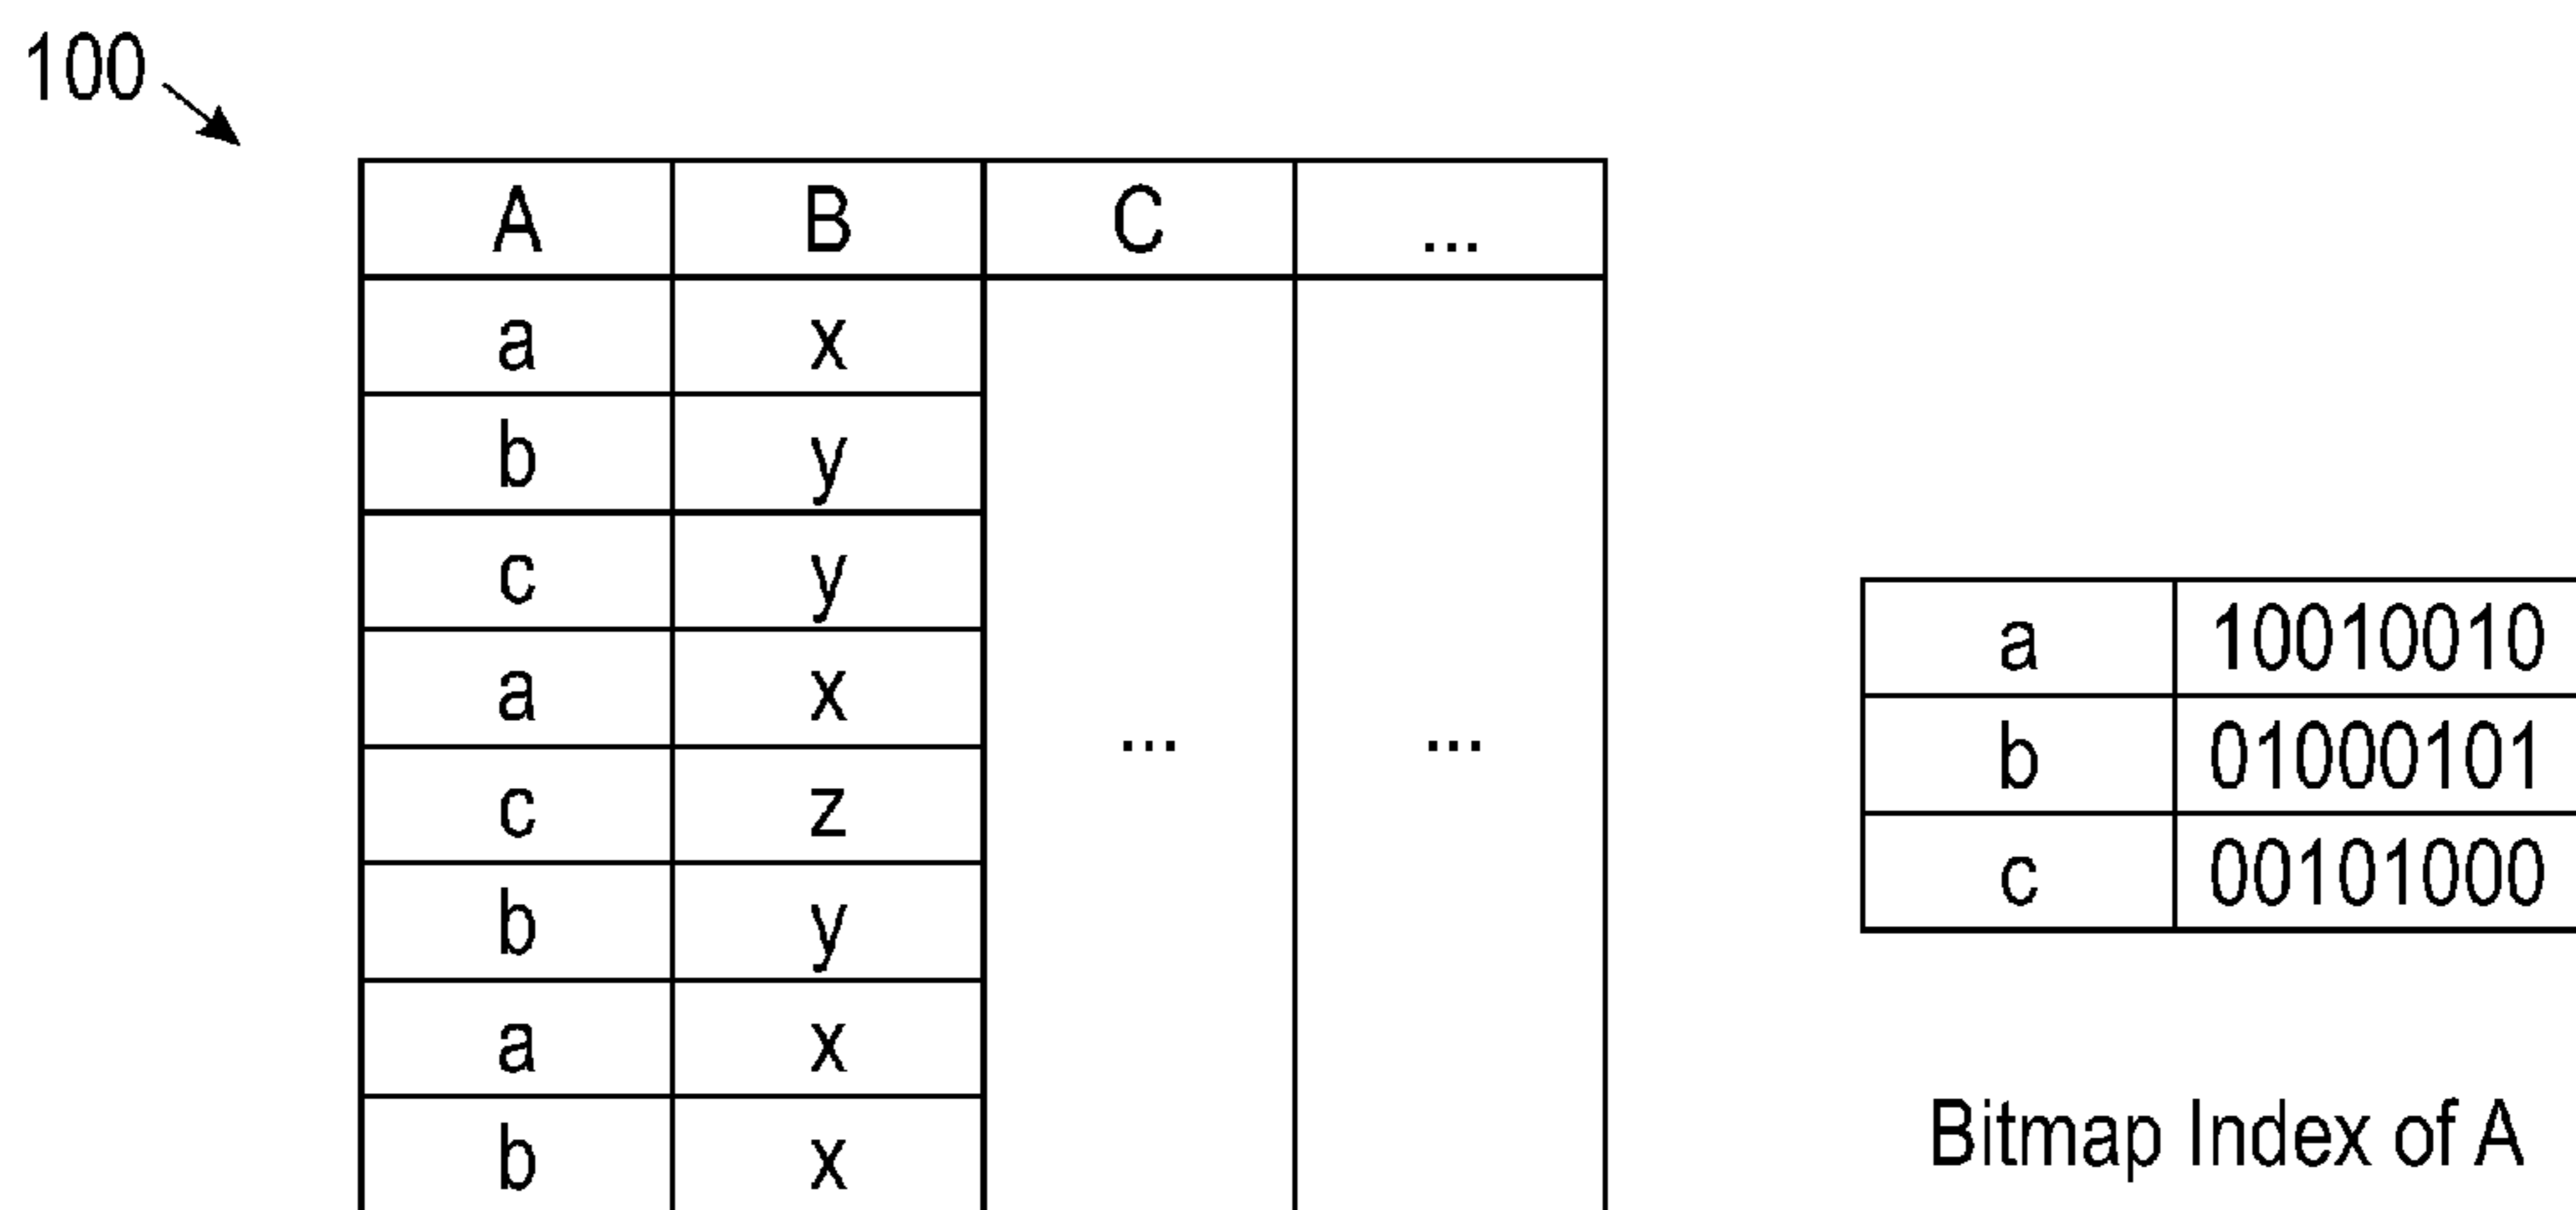 100
A B C ...
a x
b y
c y
a x
... ...
c z
b y
a x
b x
a 10010010
b 01000101
c 00101000
Bitmap Index of A